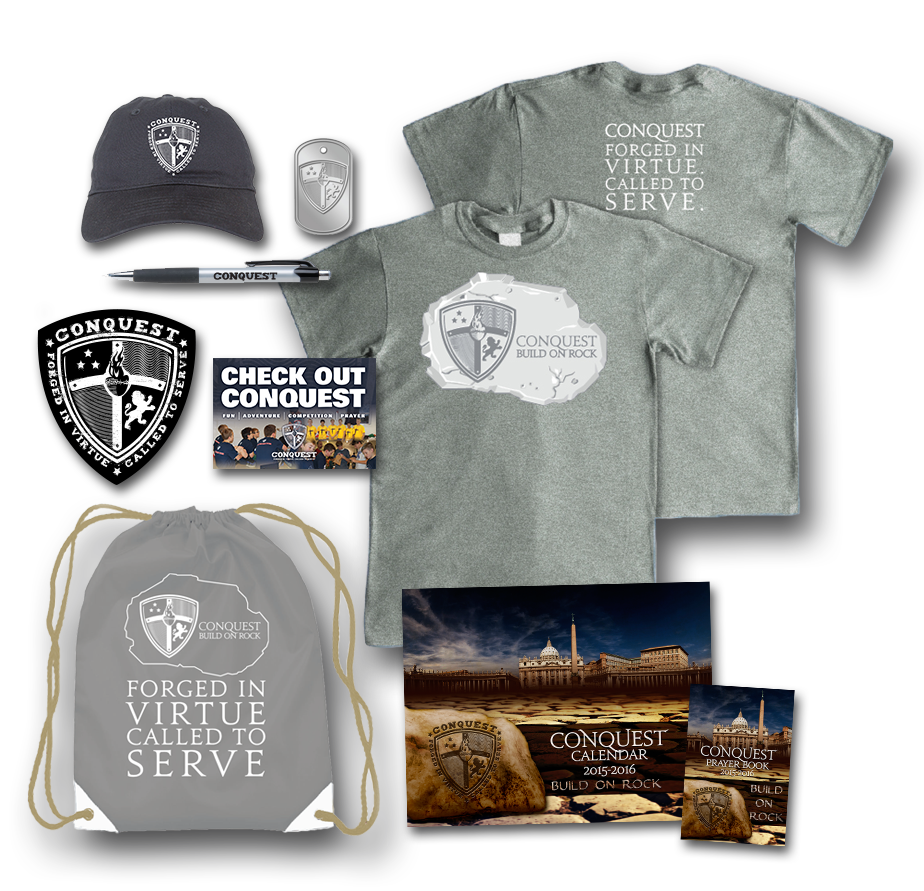 CONQUEST
FORGED IN VIRTUE CALLED TO SERVE
CONQUEST
FORGED IN
VIRTUE.
CALLED TO
SERVE.
CONQUEST
CONQUEST
BUILD ON ROCK
CONQUEST
FORGED IN VIRTUE
CALLED TO SERVE
CHECK OUT
CONQUEST
FUN | ADVENTURE | COMPETITION | PRAYER
CONQUEST
CONQUEST
BUILD ON ROCK
FORGED IN
VIRTUE
CALLED TO
SERVE
CONQUEST
CONQUEST
CALENDAR
2015-2016
BUILD ON ROCK
CONQUEST
PRAYER BOOK
2015-2016
BUILD
ON
ROCK